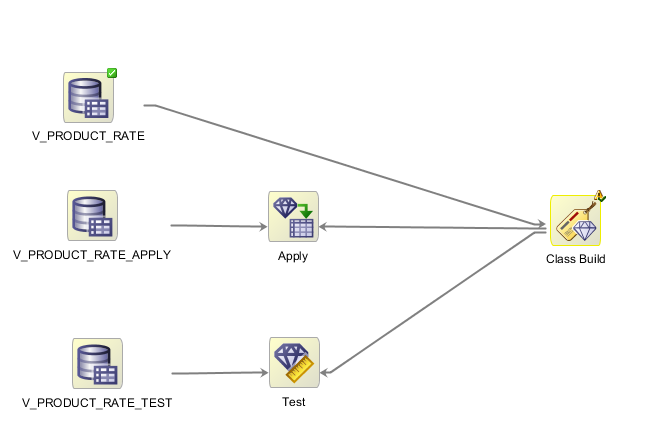 V_PRODUCT_RATE
V_PRODUCT_RATE_APPLY
Apply
Class Build
V_PRODUCT_RATE_TEST
Test